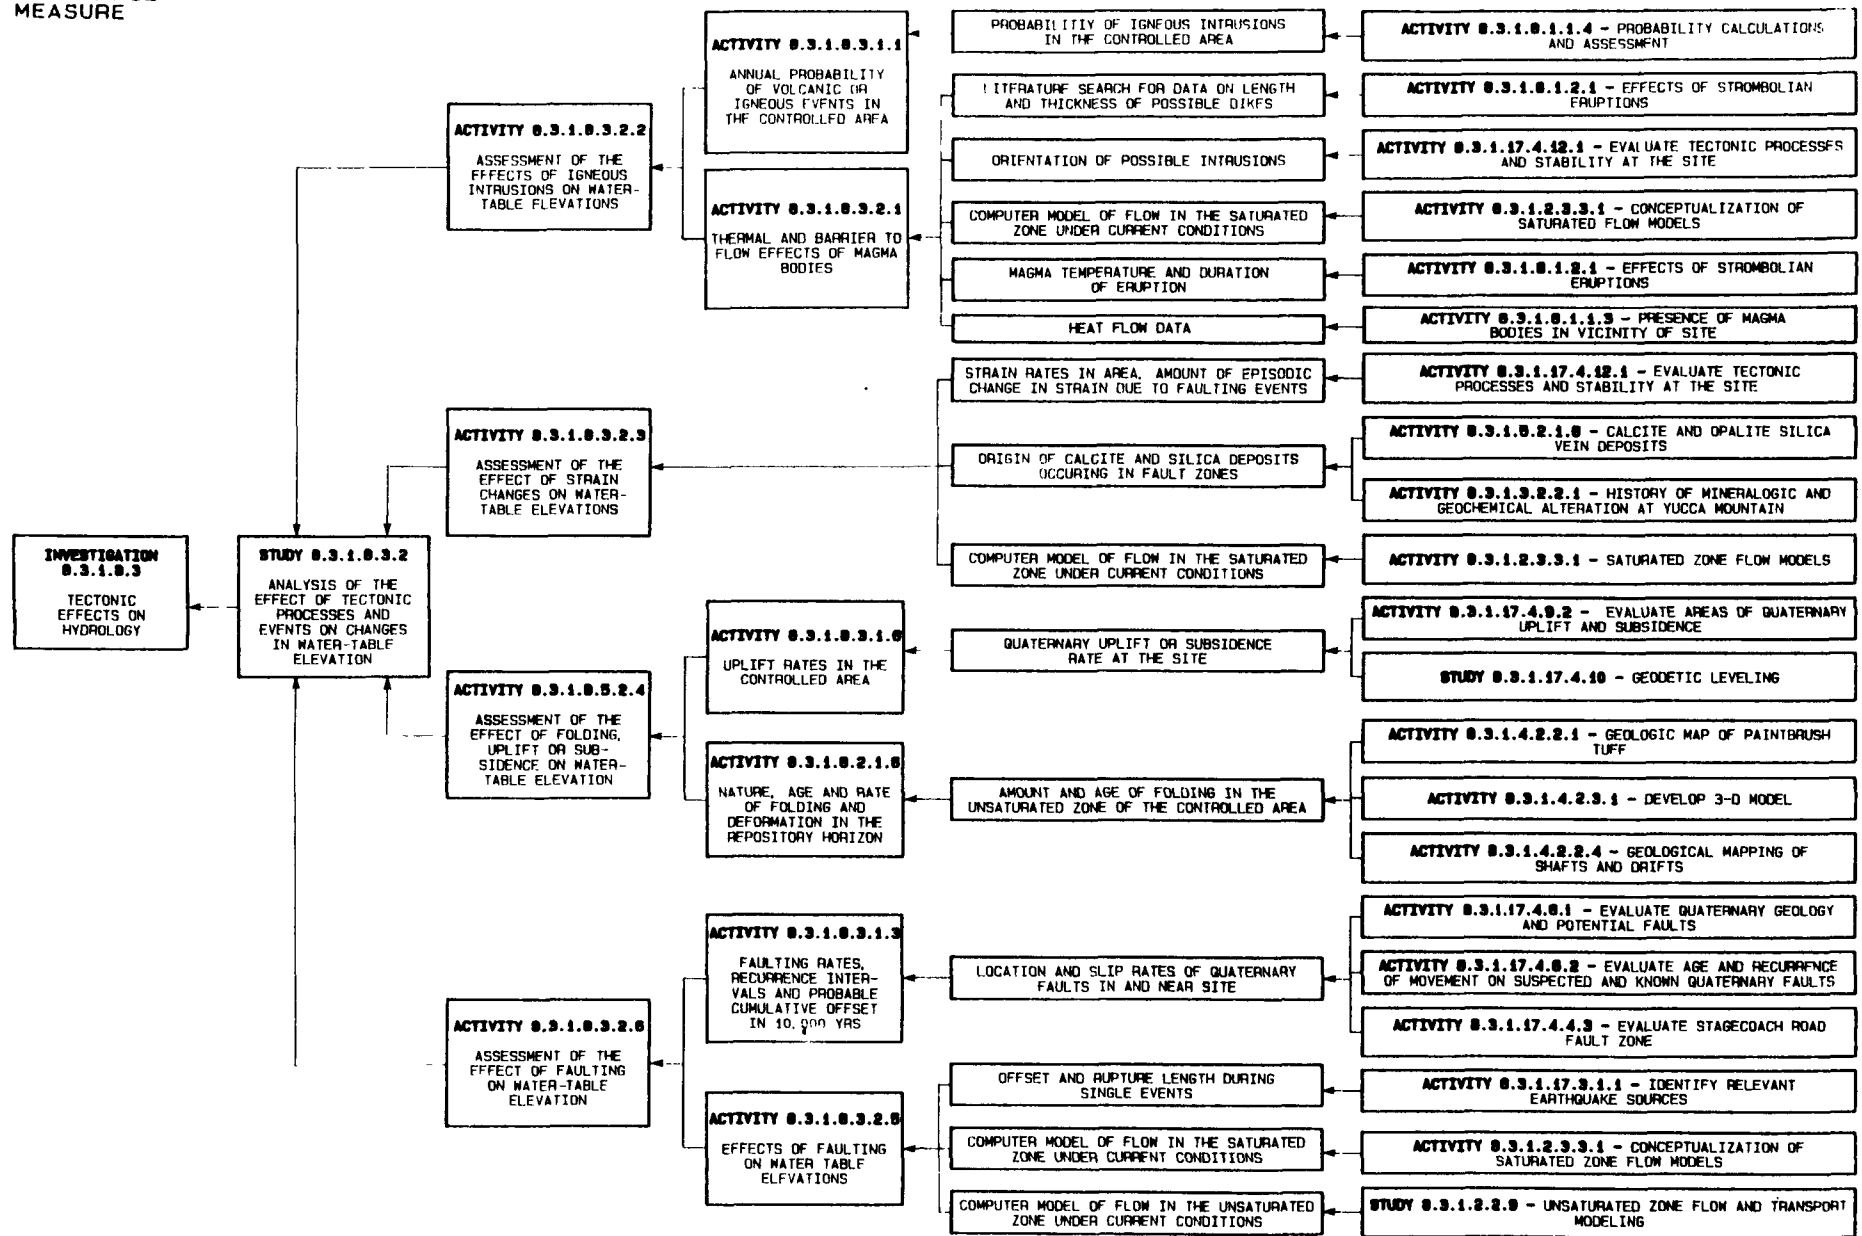 MEASURE
INVESTIGATION
8.3.1.8.3
TECTONIC
EFFECTS ON
HYDROLOGY
STUDY 8.3.1.8.3.2
ANALYSIS OF THE
EFFECT OF TECTONIC
PROCESSES AND
EVENTS ON CHANGES
IN WATER-TABLE
ELEVATION
ACTIVITY 8.3.1.8.3.2.2
ASSESSMENT OF THE
EFFECTS OF IGNEOUS
INTRUSIONS ON WATER-
TABLE ELEVATIONS
ACTIVITY 8.3.1.8.3.2.3
ASSESSMENT OF THE
EFFECT OF STRAIN
CHANGES ON WATER-
TABLE ELEVATIONS
ACTIVITY 8.3.1.8.5.2.4
ASSESSMENT OF THE
EFFECT OF FOLDING,
UPLIFT OR SUB-
SIDENCE ON WATER-
TABLE ELEVATION
ACTIVITY 8.3.1.8.3.2.6
ASSESSMENT OF THE
EFFECT OF FAULTING
ON WATER-TABLE
ELEVATION
ACTIVITY 8.3.1.8.3.1.1
ANNUAL PROBABILITY
OF VOLCANIC OR
IGNEOUS EVENTS IN
THE CONTROLLED AREA
ACTIVITY 8.3.1.8.3.2.1
THERMAL AND BARRIER TO
FLOW EFFECTS OF MAGMA
BODIES
ACTIVITY 8.3.1.8.3.1.6
UPLIFT RATES IN THE
CONTROLLED AREA
ACTIVITY 8.3.1.8.2.1.6
NATURE, AGE AND RATE
OF FOLDING AND
DEFORMATION IN THE
REPOSITORY HORIZON
ACTIVITY 8.3.1.8.3.1.3
FAULTING RATES,
RECURRENCE INTER-
VALS AND PROBABLE
CUMULATIVE OFFSET
IN 10,000 YRS
ACTIVITY 8.3.1.8.3.2.5
EFFECTS OF FAULTING
ON WATER TABLE
ELEVATIONS
PROBABILITIY OF IGNEOUS INTRUSIONS
IN THE CONTROLLED AREA
LITERATURE SEARCH FOR DATA ON LENGTH
AND THICKNESS OF POSSIBLE DIKES
ORIENTATION OF POSSIBLE INTRUSIONS
COMPUTER MODEL OF FLOW IN THE SATURATED
ZONE UNDER CURRENT CONDITIONS
MAGMA TEMPERATURE AND DURATION
OF ERUPTION
HEAT FLOW DATA
STRAIN RATES IN AREA, AMOUNT OF EPISODIC
CHANGE IN STRAIN DUE TO FAULTING EVENTS
ORIGIN OF CALCITE AND SILICA DEPOSITS
OCCURING IN FAULT ZONES
COMPUTER MODEL OF FLOW IN THE SATURATED
ZONE UNDER CURRENT CONDITIONS
QUATERNARY UPLIFT OR SUBSIDENCE
RATE AT THE SITE
AMOUNT AND AGE OF FOLDING IN THE
UNSATURATED ZONE OF THE CONTROLLED AREA
LOCATION AND SLIP RATES OF QUATERNARY
FAULTS IN AND NEAR SITE
OFFSET AND RUPTURE LENGTH DURING
SINGLE EVENTS
COMPUTER MODEL OF FLOW IN THE SATURATED
ZONE UNDER CURRENT CONDITIONS
COMPUTER MODEL OF FLOW IN THE UNSATURATED
ZONE UNDER CURRENT CONDITIONS
ACTIVITY 8.3.1.8.1.1.4 - PROBABILITY CALCULATIONS
AND ASSESSMENT
ACTIVITY 8.3.1.8.1.2.1 - EFFECTS OF STROMBOLIAN
ERUPTIONS
ACTIVITY 8.3.1.17.4.12.1 - EVALUATE TECTONIC PROCESSES
AND STABILITY AT THE SITE
ACTIVITY 8.3.1.2.3.3.1 - CONCEPTUALIZATION OF
SATURATED FLOW MODELS
ACTIVITY 8.3.1.8.1.2.1 - EFFECTS OF STROMBOLIAN
ERUPTIONS
ACTIVITY 8.3.1.8.1.1.3 - PRESENCE OF MAGMA
BODIES IN VICINITY OF SITE
ACTIVITY 8.3.1.17.4.12.1 - EVALUATE TECTONIC
PROCESSES AND STABILITY AT THE SITE
ACTIVITY 8.3.1.5.2.1.5 - CALCITE AND OPALITE SILICA
VEIN DEPOSITS
ACTIVITY 8.3.1.3.2.2.1 - HISTORY OF MINERALOGIC AND
GEOCHEMICAL ALTERATION AT YUCCA MOUNTAIN
ACTIVITY 8.3.1.2.3.3.1 - SATURATED ZONE FLOW MODELS
ACTIVITY 8.3.1.17.4.9.2 - EVALUATE AREAS OF QUATERNARY
UPLIFT AND SUBSIDENCE
STUDY 8.3.1.17.4.10 - GEODETIC LEVELING
ACTIVITY 8.3.1.4.2.2.1 - GEOLOGIC MAP OF PAINTBRUSH
TUFF
ACTIVITY 8.3.1.4.2.3.1 - DEVELOP 3-D MODEL
ACTIVITY 8.3.1.4.2.2.4 - GEOLOGICAL MAPPING OF
SHAFTS AND DRIFTS
ACTIVITY 8.3.1.17.4.6.1 - EVALUATE QUATERNARY GEOLOGY
AND POTENTIAL FAULTS
ACTIVITY 8.3.1.17.4.6.2 - EVALUATE AGE AND RECURRENCE
OF MOVEMENT ON SUSPECTED AND KNOWN QUATERNARY FAULTS
ACTIVITY 8.3.1.17.4.4.3 - EVALUATE STAGECOACH ROAD
FAULT ZONE
ACTIVITY 8.3.1.17.3.1.1 - IDENTIFY RELEVANT
EARTHQUAKE SOURCES
ACTIVITY 8.3.1.2.3.3.1 - CONCEPTUALIZATION OF
SATURATED ZONE FLOW MODELS
STUDY 8.3.1.2.2.9 - UNSATURATED ZONE FLOW AND TRANSPORT
MODELING